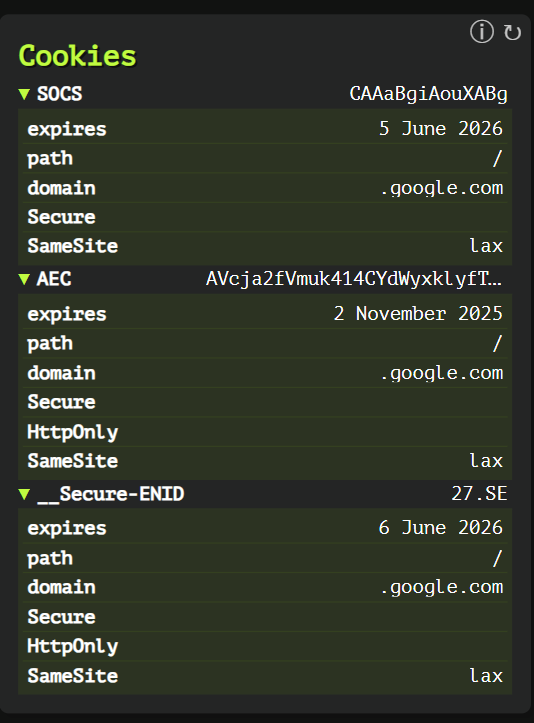 Cookies
▼ SOCS CAAaBgiAouXABg
expires 5 June 2026
path /
domain .google.com
Secure
SameSite lax
▼ AEC AVcja2fVmuk414CYdWyxklyfT…
expires 2 November 2025
path /
domain .google.com
Secure
HttpOnly
SameSite lax
▼ __Secure-ENID 27.SE
expires 6 June 2026
path /
domain .google.com
Secure
HttpOnly
SameSite lax